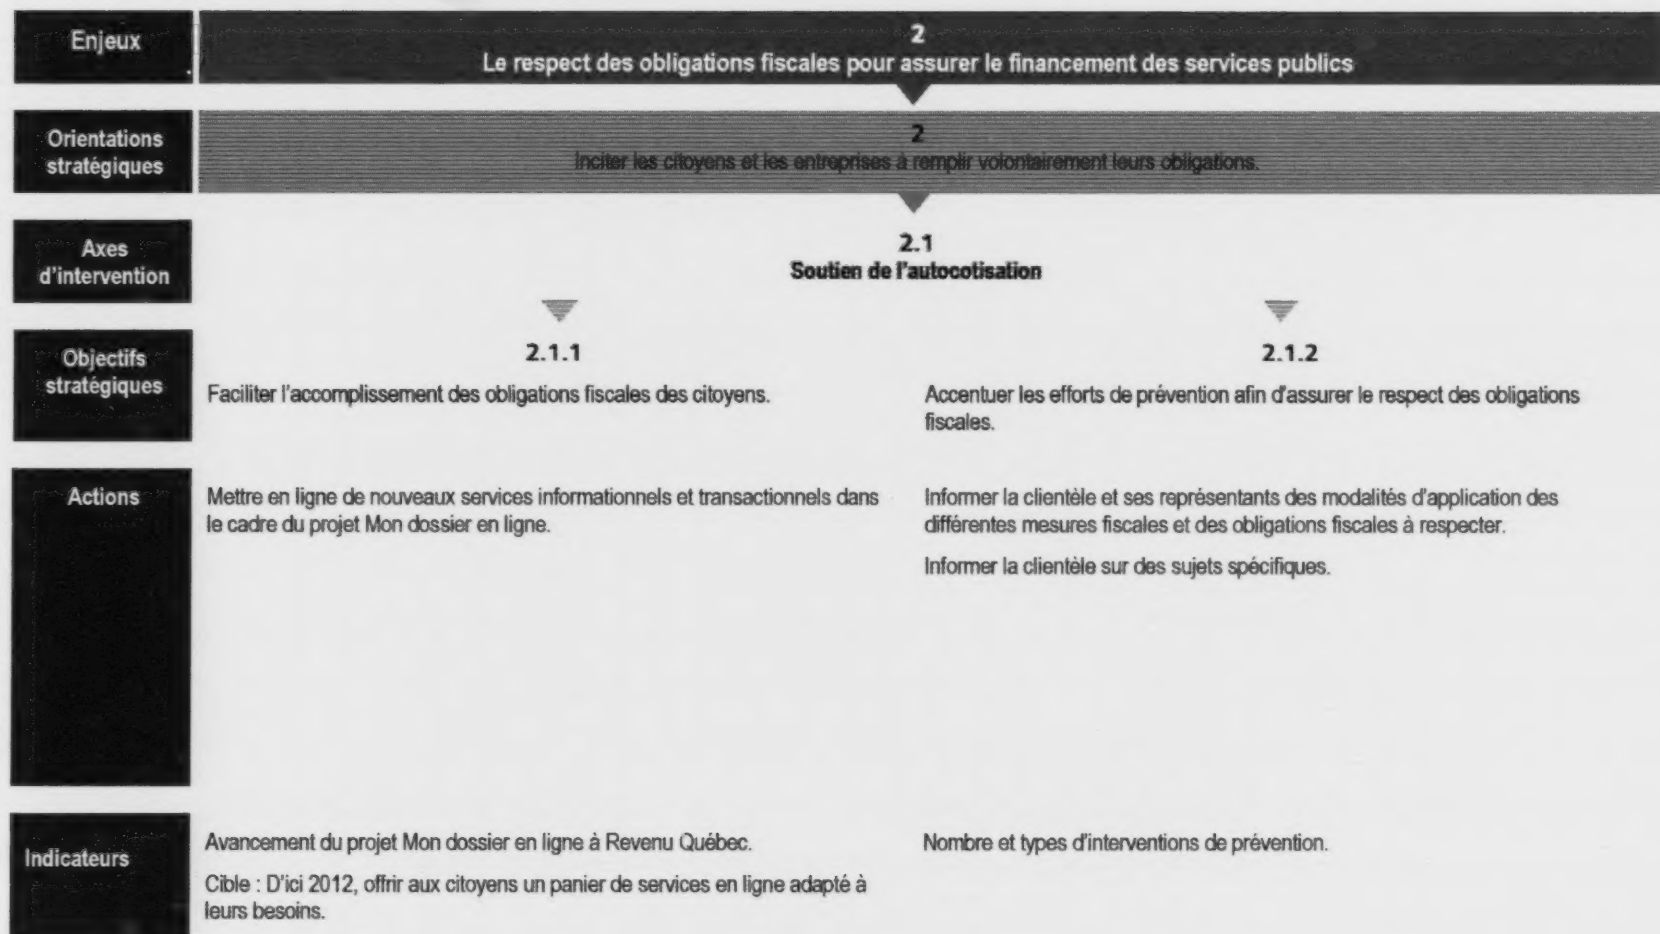 Enjeux
2
Le respect des obligations fiscales pour assurer le financement des services publics
Orientations
stratégiques
2
Inciter les citoyens et les entreprises à remplir volontairement leurs obligations.
Axes
d'intervention
2.1
Soutien de l'autocotisation
Objectifs
stratégiques
2.1.1
Faciliter l'accomplissement des obligations fiscales des citoyens.
2.1.2
Accentuer les efforts de prévention afin d'assurer le respect des obligations
fiscales.
Actions
Mettre en ligne de nouveaux services informationnels et transactionnels dans
le cadre du projet Mon dossier en ligne.
Informer la clientèle et ses représentants des modalités d'application des
différentes mesures fiscales et des obligations fiscales à respecter.
Informer la clientèle sur des sujets spécifiques.
Indicateurs
Avancement du projet Mon dossier en ligne à Revenu Québec.
Cible : D'ici 2012, offrir aux citoyens un panier de services en ligne adapté à
leurs besoins.
Nombre et types d'interventions de prévention.